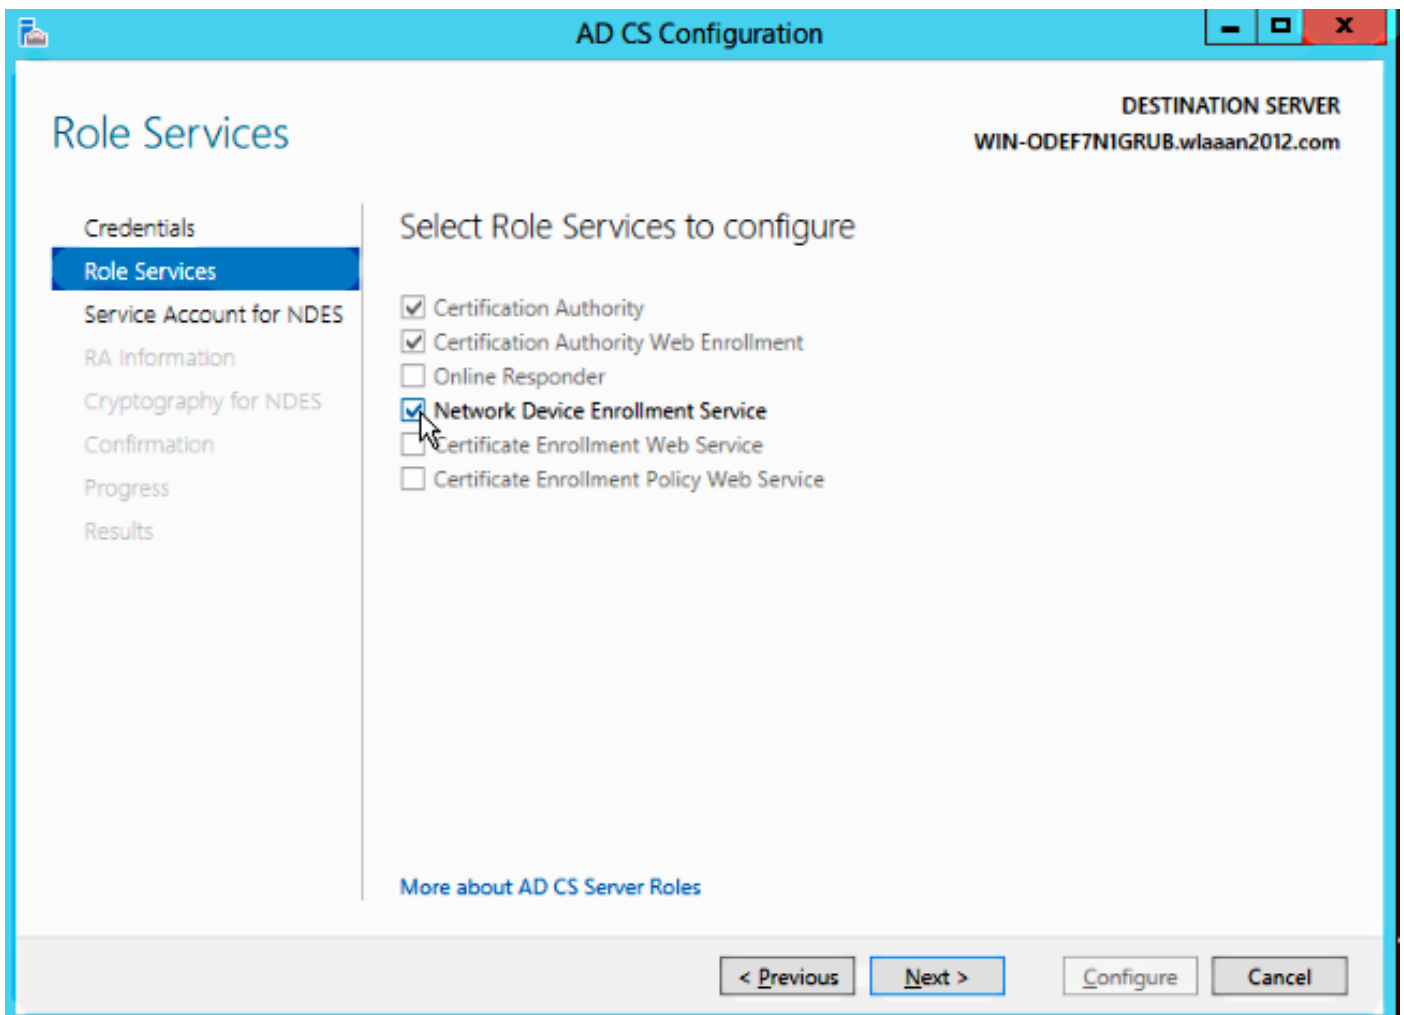 AD CS Configuration
Role Services
DESTINATION SERVER
WIN-ODEF7N1GRUB.wlaaan2012.com
Credentials
Role Services
Service Account for NDES
RA Information
Cryptography for NDES
Confirmation
Progress
Results
Select Role Services to configure
Certification Authority
Certification Authority Web Enrollment
Online Responder
Network Device Enrollment Service
Certificate Enrollment Web Service
Certificate Enrollment Policy Web Service
More about AD CS Server Roles
< Previous
Next >
Configure
Cancel